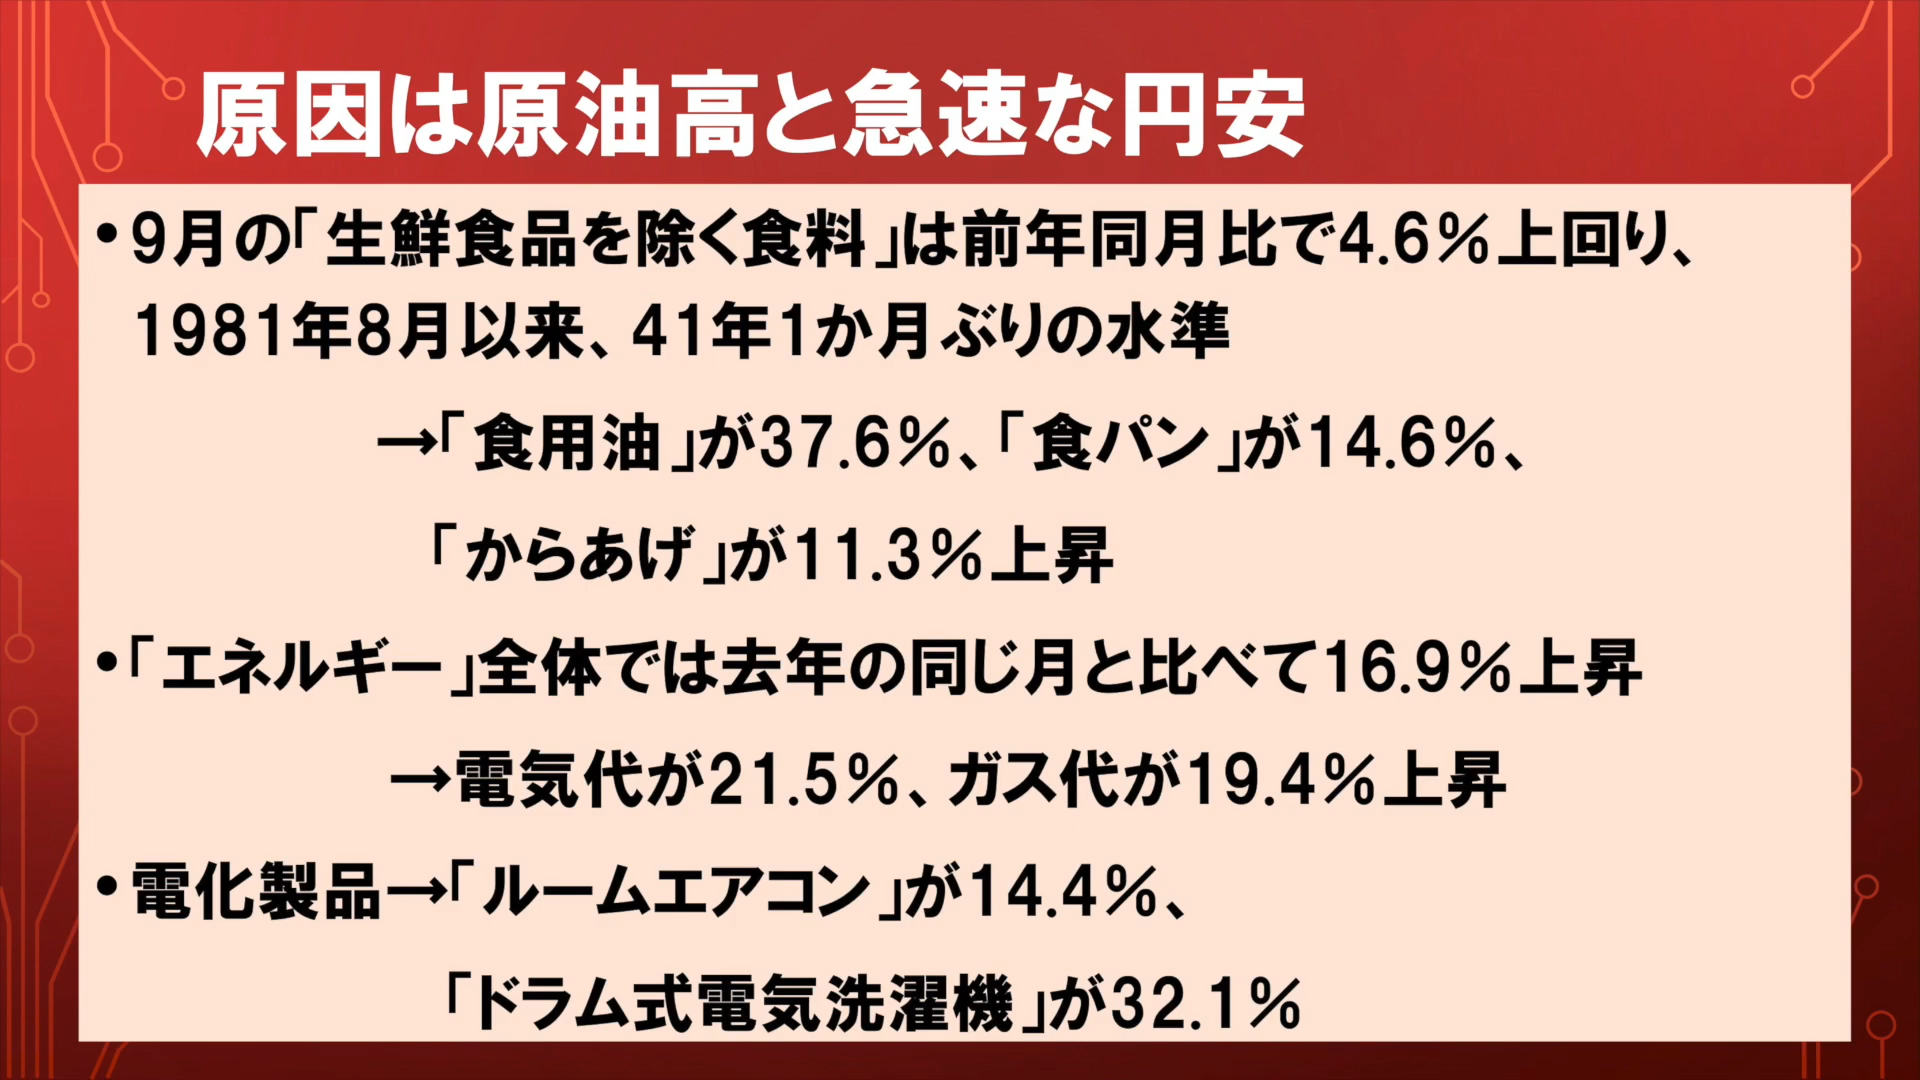 原因は原油高と急速な円安
•9月の「生鮮食品を除く食料」は前年同月比で4.6％上回り、
1981年8月以来、41年1か月ぶりの水準
→「食用油」が37.6％、「食パン」が14.6％、
「からあげ」が11.3％上昇
•「エネルギー」全体では去年の同じ月と比べて16.9％上昇
→電気代が21.5％、ガス代が19.4％上昇
•電化製品→「ルームエアコン」が14.4％、
「ドラム式電気洗濯機」が32.1％